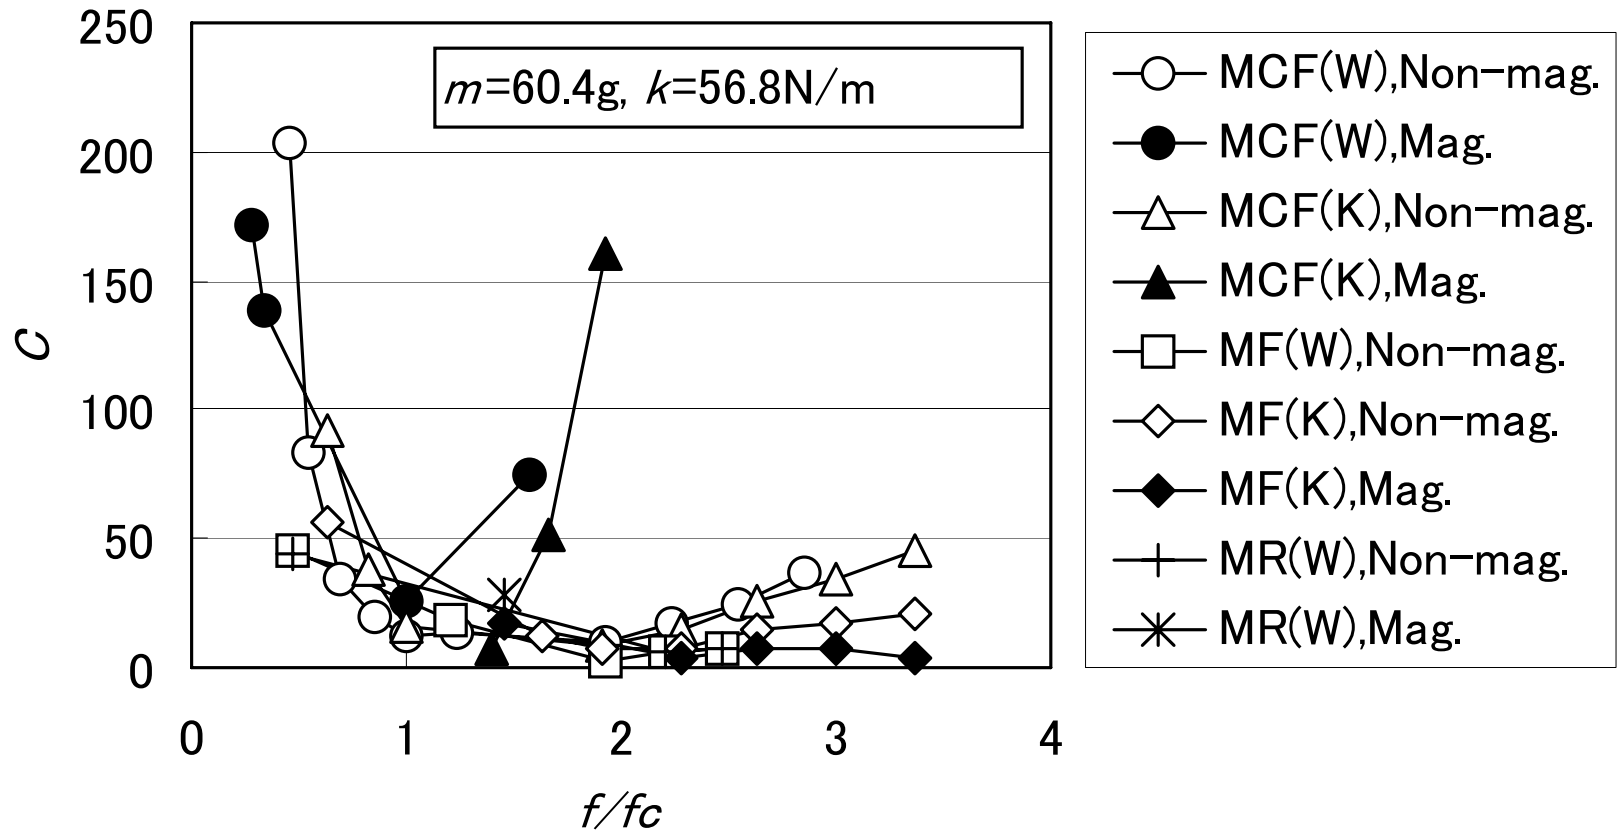 250
200
150
100
50
0
C
m=60.4g, k=56.8N/m
0 1 2 3 4
f/fc
MCF(W),Non-mag.
MCF(W),Mag.
MCF(K),Non-mag.
MCF(K),Mag.
MF(W),Non-mag.
MF(K),Non-mag.
MF(K),Mag.
MR(W),Non-mag.
MR(W),Mag.